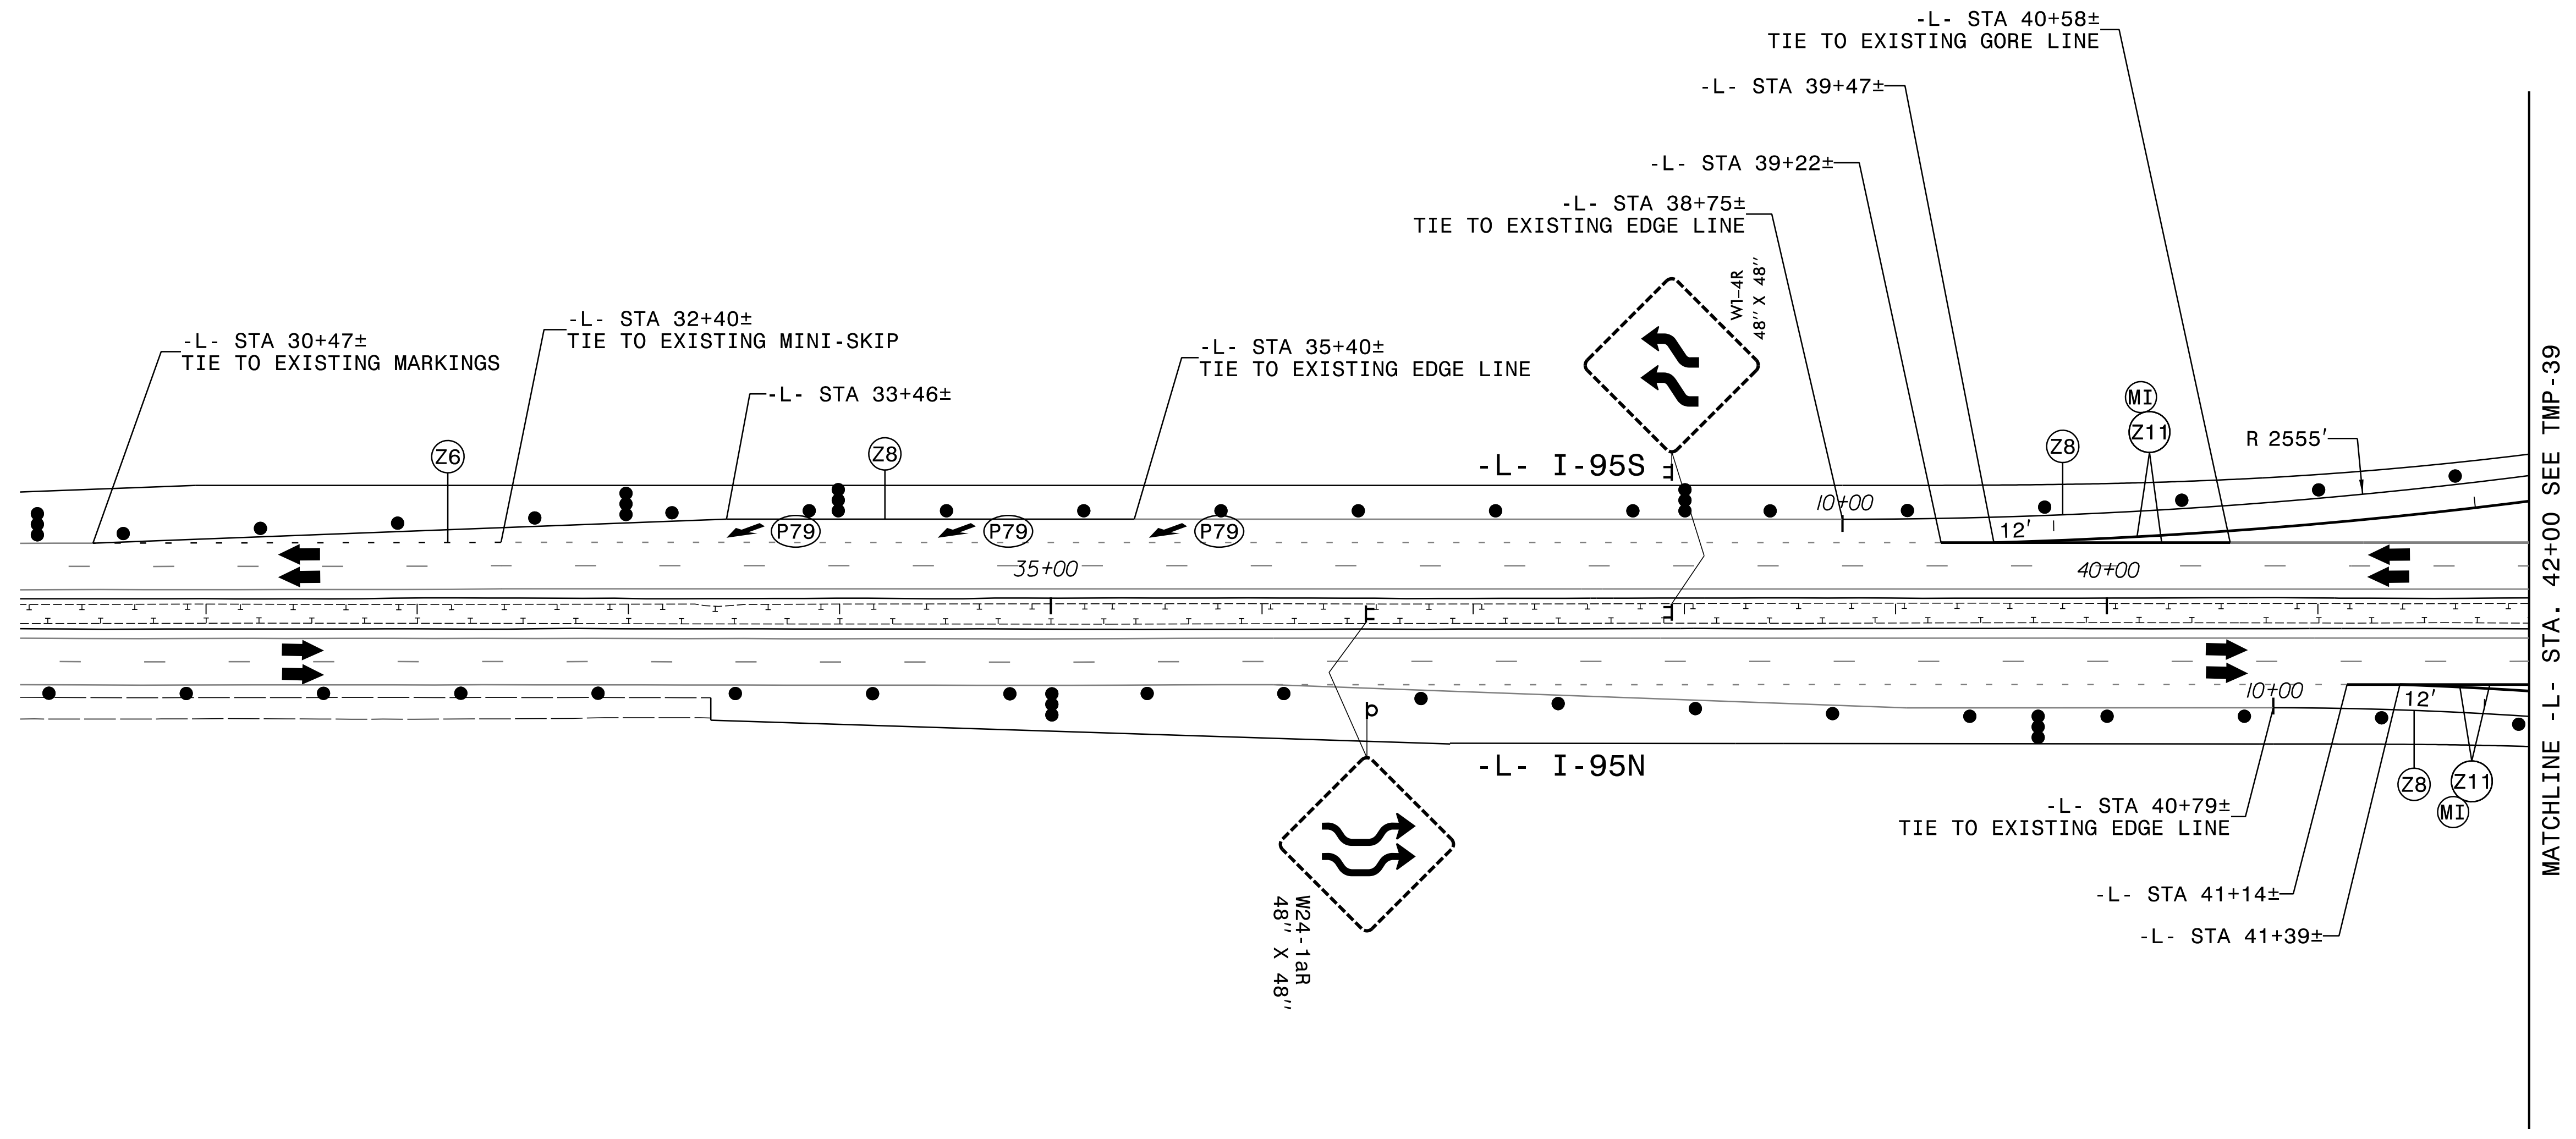 -L- STA 40+58±
TIE TO EXISTING GORE LINE
-L- STA 39+47±
-L- STA 39+22±
-L- STA 38+75±
TIE TO EXISTING EDGE LINE
W1-4R
48" X 48"
-L- STA 30+47±
TIE TO EXISTING MARKINGS
-L- STA 32+40±
TIE TO EXISTING MINI-SKIP
-L- STA 33+46±
-L- STA 35+40±
TIE TO EXISTING EDGE LINE
MI
Z11
R 2555'
Z6
Z8
Z8
-L- I-95S
10+00
P79
P79
P79
12'
35+00
40+00
MATCHLINE -L- STA. 42+00 SEE TMP-39
10+00
12'
p
-L- I-95N
Z8
Z11
MI
-L- STA 40+79±
TIE TO EXISTING EDGE LINE
-L- STA 41+14±
-L- STA 41+39±
W24-1aR
48" X 48"